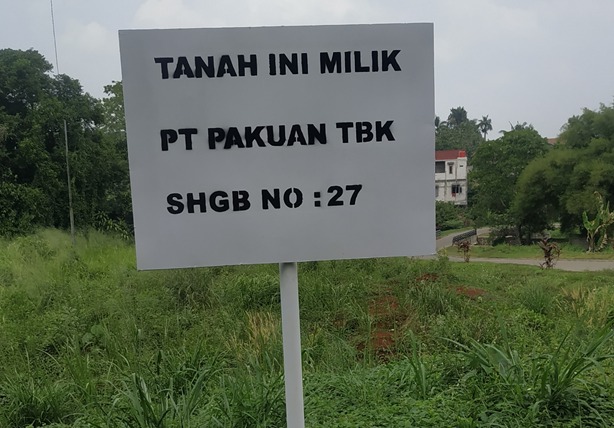 TANAH INI MILIK
PT PAKUAN TBK
SHGB NO : 27